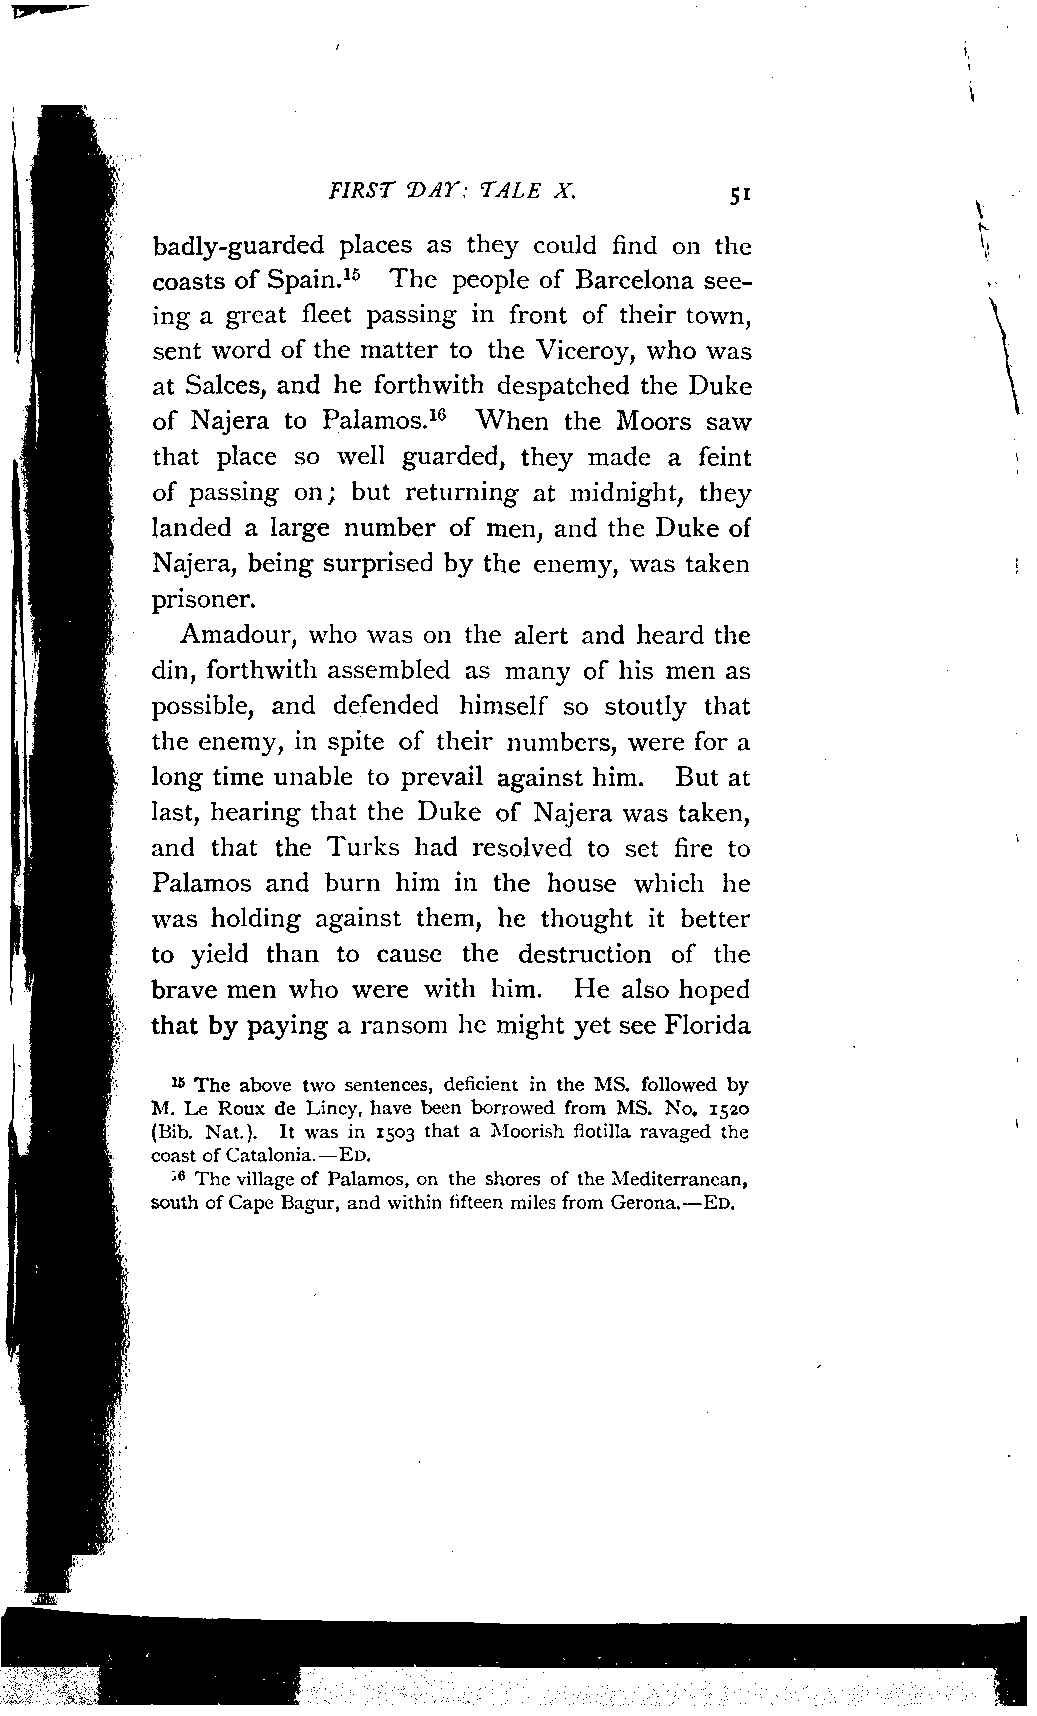 FIRST DAY: TALE X. 51
badly-guarded places as they could find on the
coasts of Spain.¹⁵ The people of Barcelona see-
ing a great fleet passing in front of their town,
sent word of the matter to the Viceroy, who was
at Salces, and he forthwith despatched the Duke
of Najera to Palamos.¹⁶ When the Moors saw
that place so well guarded, they made a feint
of passing on; but returning at midnight, they
landed a large number of men, and the Duke of
Najera, being surprised by the enemy, was taken
prisoner.
Amadour, who was on the alert and heard the
din, forthwith assembled as many of his men as
possible, and defended himself so stoutly that
the enemy, in spite of their numbers, were for a
long time unable to prevail against him. But at
last, hearing that the Duke of Najera was taken,
and that the Turks had resolved to set fire to
Palamos and burn him in the house which he
was holding against them, he thought it better
to yield than to cause the destruction of the
brave men who were with him. He also hoped
that by paying a ransom he might yet see Florida
¹⁵ The above two sentences, deficient in the MS. followed by
M. Le Roux de Lincy, have been borrowed from MS. No. 1520
(Bib. Nat.). It was in 1503 that a Moorish flotilla ravaged the
coast of Catalonia.—ED.
¹⁶ The village of Palamos, on the shores of the Mediterranean,
south of Cape Bagur, and within fifteen miles from Gerona.—ED.